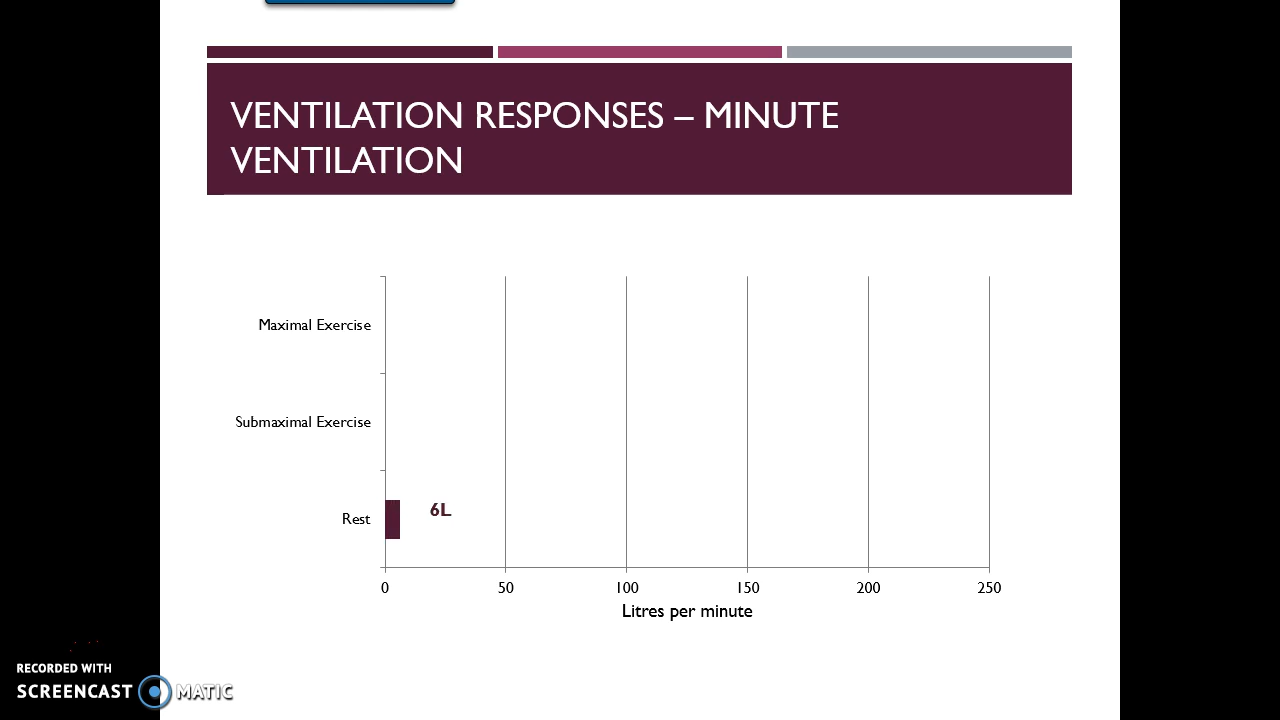 VENTILATION RESPONSES – MINUTE
VENTILATION
Maximal Exercise
Submaximal Exercise
Rest
6L
0 50 100 150 200 250
Litres per minute
RECORDED WITH
SCREENCAST MATIC